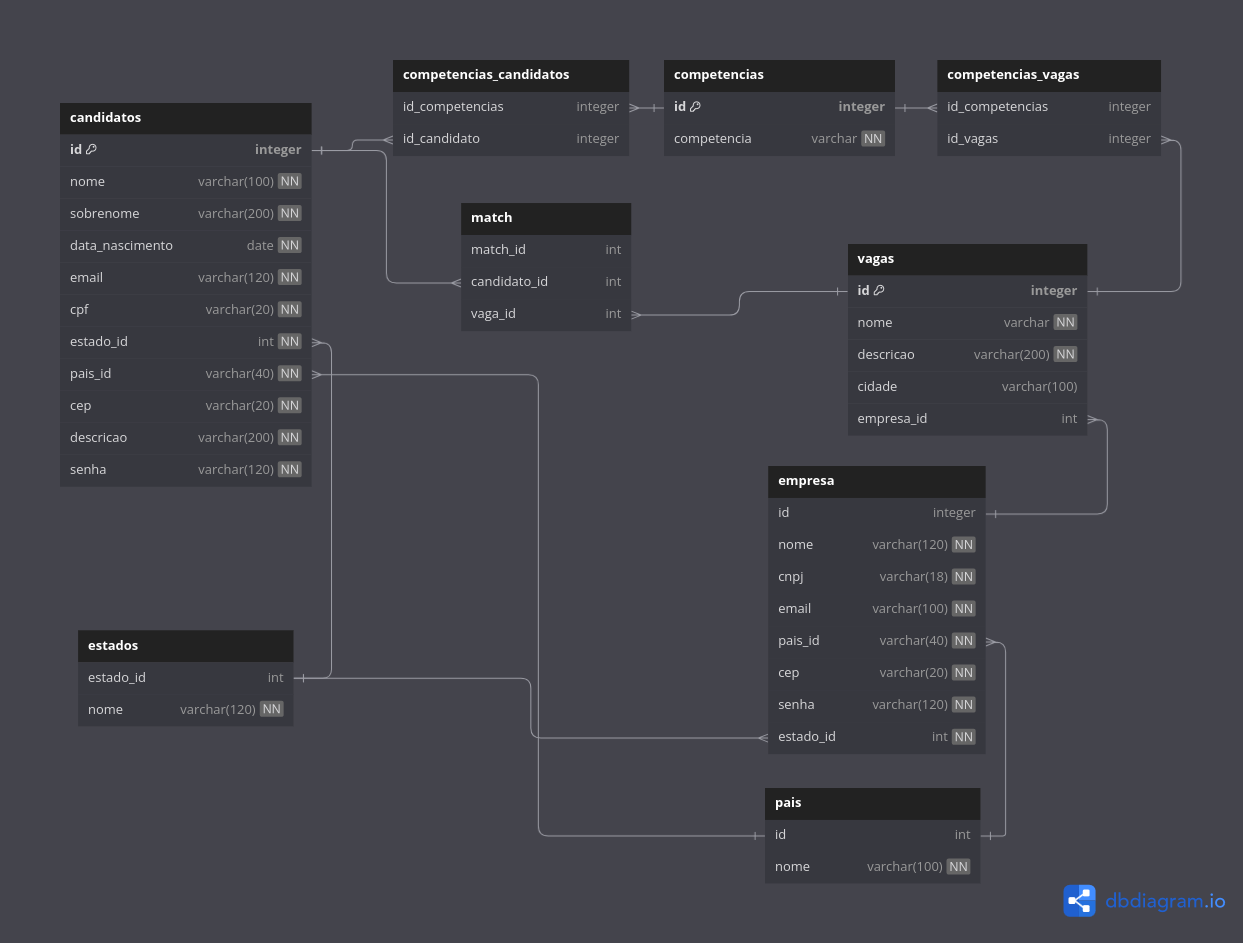 candidatos
id integer
nome varchar(100) NN
sobrenome varchar(200) NN
data_nascimento date NN
email varchar(120) NN
cpf varchar(20) NN
estado_id int NN
pais_id varchar(40) NN
cep varchar(20) NN
descricao varchar(200) NN
senha varchar(120) NN
competencias_candidatos
id_competencias integer
id_candidato integer
competencias
id integer
competencia varchar NN
competencias_vagas
id_competencias integer
id_vagas integer
match
match_id int
candidato_id int
vaga_id int
vagas
id integer
nome varchar NN
descricao varchar(200) NN
cidade varchar(100)
empresa_id int
empresa
id integer
nome varchar(120) NN
cnpj varchar(18) NN
email varchar(100) NN
pais_id varchar(40) NN
cep varchar(20) NN
senha varchar(120) NN
estado_id int NN
estados
estado_id int
nome varchar(120) NN
pais
id int
nome varchar(100) NN
dbdiagram.io